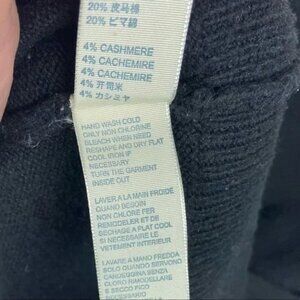 20% 皮马棉
20% ピマ綿
4% CASHMERE
4% CACHEMIRE
4% CACHEMIRE
4% 开司米
4% カシミヤ
HAND WASH COLD
ONLY NON CHLORINE
BLEACH WHEN NEED
RESHAPE AND DRY FLAT
COOL IRON IF
NECESSARY
TURN THE GARMENT
INSIDE OUT
LAVER A LA MAIN FROIDE
QUAND BESOIN
NON CHLORE FER
REMODELER ET DE
SECHAGE A PLAT COOL
SI NECESSAIRE LE
VETEMENT INTERIEUR
LAVARE A MANO FREDDA
SOLO QUANDO SERVONO
CANDEGGINA SENZA
CLORO RIMODELLARE
E SECCO FICO